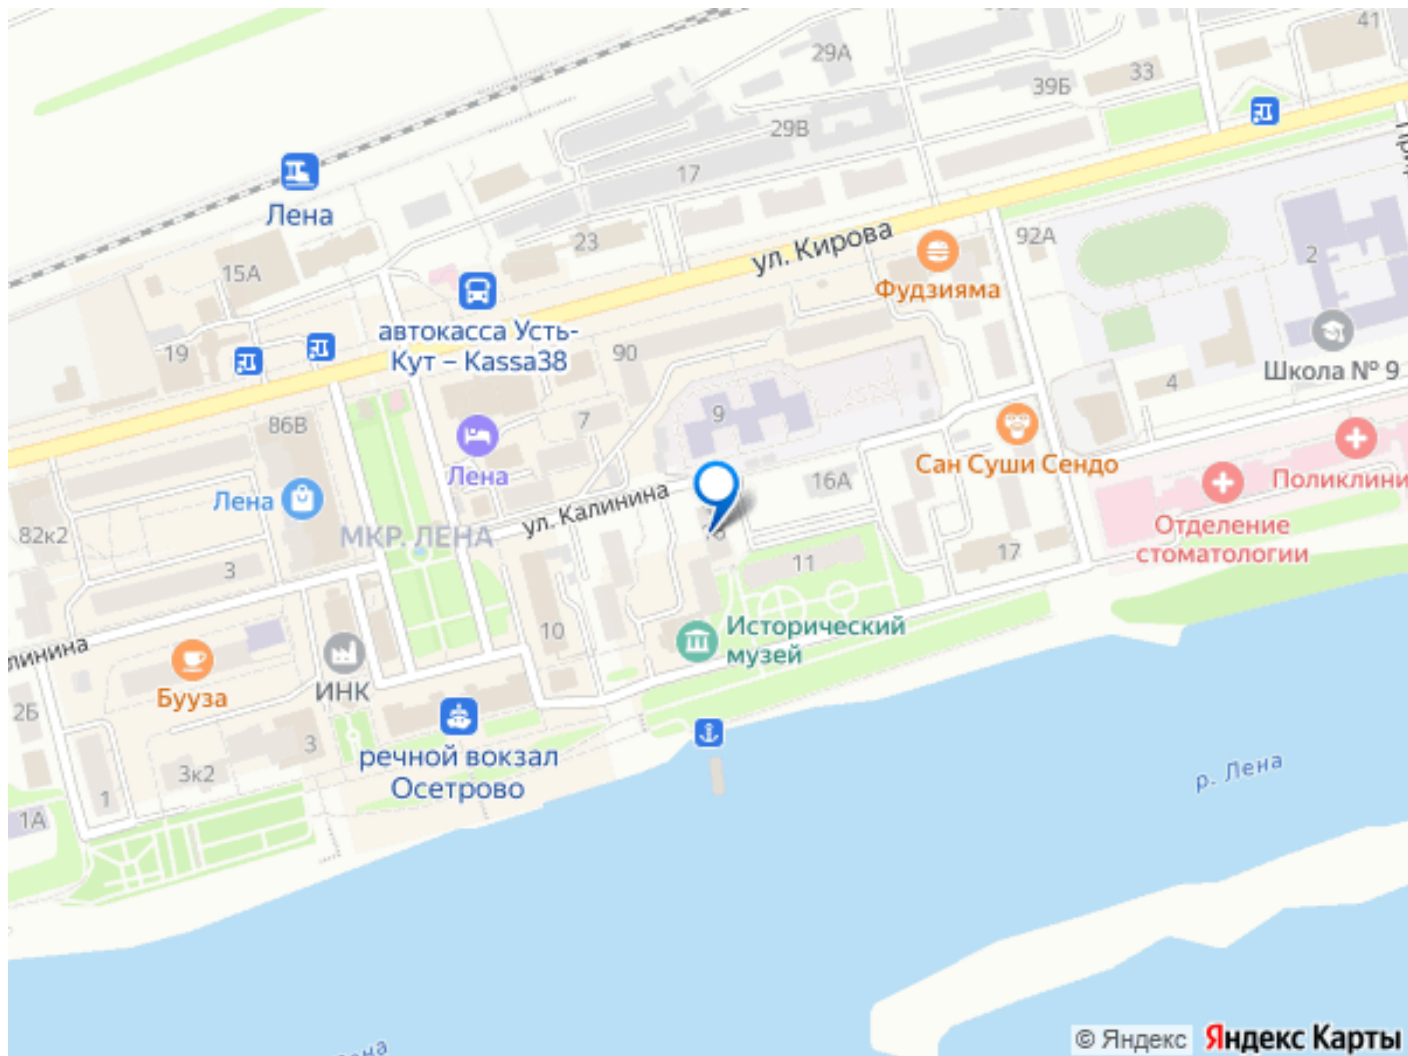 41
29А
33
39Б
29В
17
Лена
23
ул. Кирова
92А
2
15А
Фудзияма
автокасса Усть-
Кут – Kassa38
19
90
Школа № 9
4
86В
7
9
Лена
Сан Суши Сендо
Поликлини
Лена
ул. Калинина
16А
82к2
МКР. ЛЕНА
Отделение
стоматологии
17
3
11
10
Исторический
музей
линина
Бууза
ИНК
2Б
3
речной вокзал
Осетрово
3к2
1
р. Лена
1А
© Яндекс
Яндекс Карты